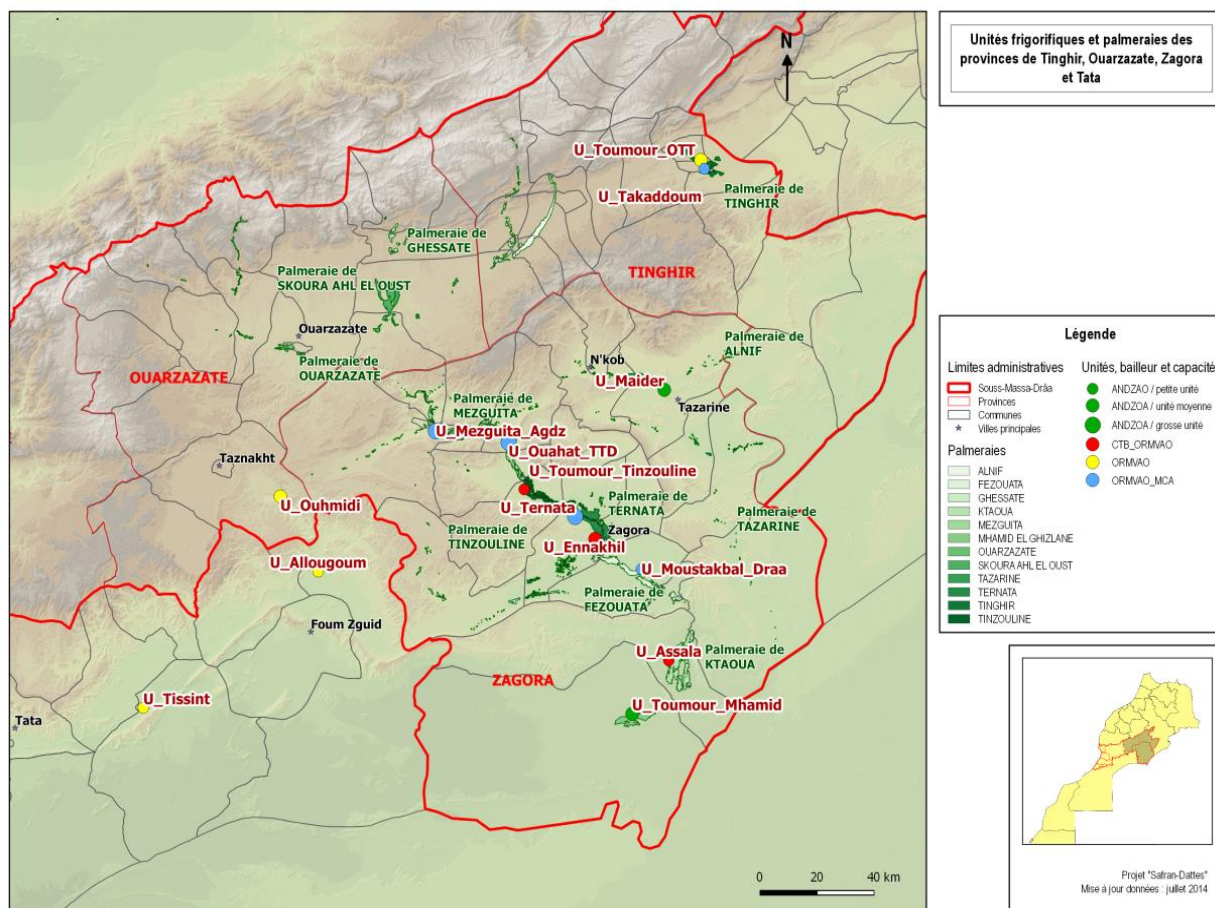 Unités frigorifiques et palmeraies des
provinces de Tinghir, Ouarzazate, Zagora
et Tata
N
U_Toumour_OTT
U_Takaddoum
Palmeraie de
TINGHIR
Palmeraie de
GHESSATE
Palmeraie de
SKOURA AHL EL OUST
TINGHIR
Ouarzazate
Palmeraie de
OUARZAZATE
OUARZAZATE
Palmeraie de
ALNIF
N'kob
U_Maider
Tazarine
Palmeraie de
MEZGUITA
U_Mezguita_Agdz
U_Ouahat_TTD
Taznakht
U_Toumour_Tinzouline
U_Ouhmidi
U_Ternata
Palmeraie de
TERNATA
Zagora
Palmeraie de
TAZARINE
Palmeraie de
TINZOULINE
U_Ennakhil
U_Allougoum
U_Moustakbal_Draa
Palmeraie de
FEZOUATA
Foum Zguid
U_Assala
Palmeraie de
KTAOUA
ZAGORA
U_Tissint
U_Toumour_Mhamid
Tata
0 20 40 km
Légende
Limites administratives
Souss-Massa-Drâa
Provinces
Communes
Villes principales
Palmeraies
ALNIF
FEZOUATA
GHESSATE
KTAOUA
MEZGUITA
MHAMID EL GHIZLANE
OUARZAZATE
SKOURA AHL EL OUST
TAZARINE
TERNATA
TINGHIR
TINZOULINE
Unités, bailleur et capacité
ANDZAO / petite unité
ANDZOA / unité moyenne
ANDZOA / grosse unité
CTB_ORMVAO
ORMVAO
ORMVAO_MCA
Projet "Safran-Dattes"
Mise à jour données : juillet 2014